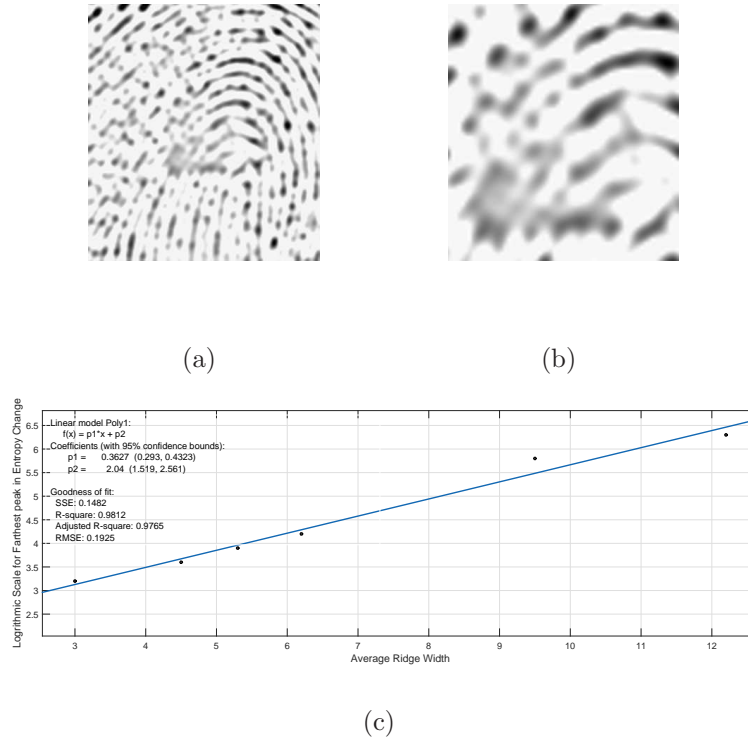 (a)
(b)
Logrithmic Scale for Farthest peak in Entropy Change
6.5
6
5.5
5
4.5
4
3.5
3
2.5
Linear model Poly1:
f(x) = p1*x + p2
Coefficients (with 95% confidence bounds):
p1 = 0.3627 (0.293, 0.4323)
p2 = 2.04 (1.519, 2.561)
Goodness of fit:
SSE: 0.1482
R-square: 0.9812
Adjusted R-square: 0.9765
RMSE: 0.1925
3 4 5 6 7 8 9 10 11 12
Average Ridge Width
(c)